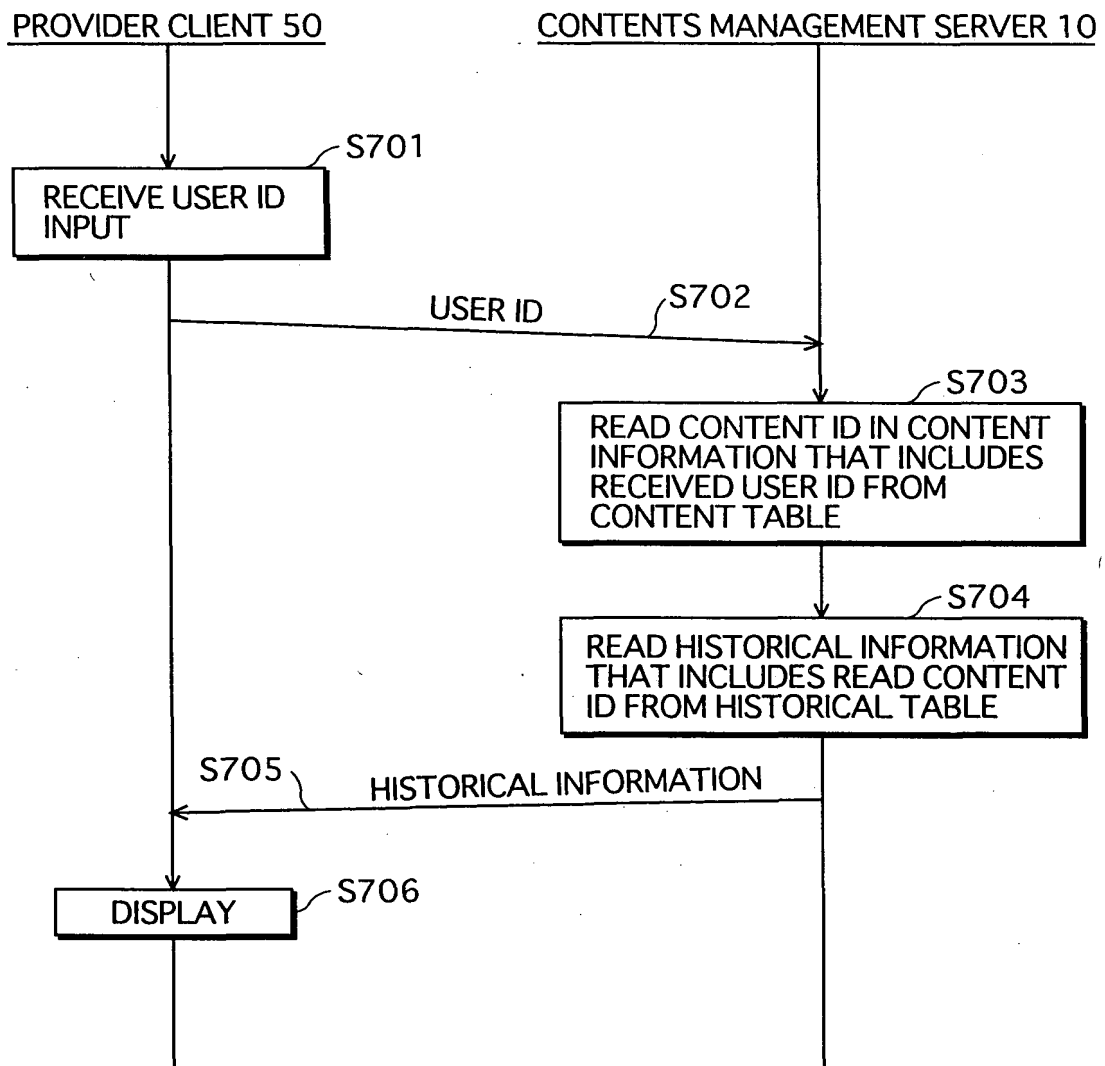 PROVIDER CLIENT 50
CONTENTS MANAGEMENT SERVER 10
S701
RECEIVE USER ID
INPUT
USER ID
S702
S703
READ CONTENT ID IN CONTENT
INFORMATION THAT INCLUDES
RECEIVED USER ID FROM
CONTENT TABLE
S704
READ HISTORICAL INFORMATION
THAT INCLUDES READ CONTENT
ID FROM HISTORICAL TABLE
S705
HISTORICAL INFORMATION
DISPLAY
S706